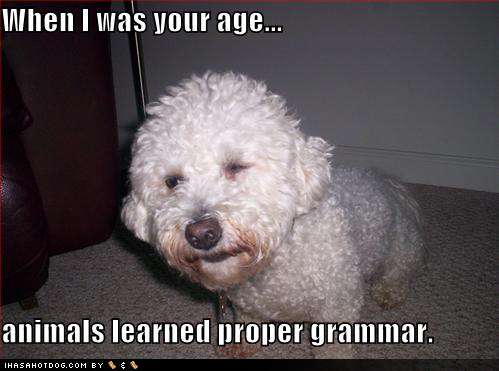 When I was your age...
animals learned proper grammar.
IHASAHOTDOG.COM BY &